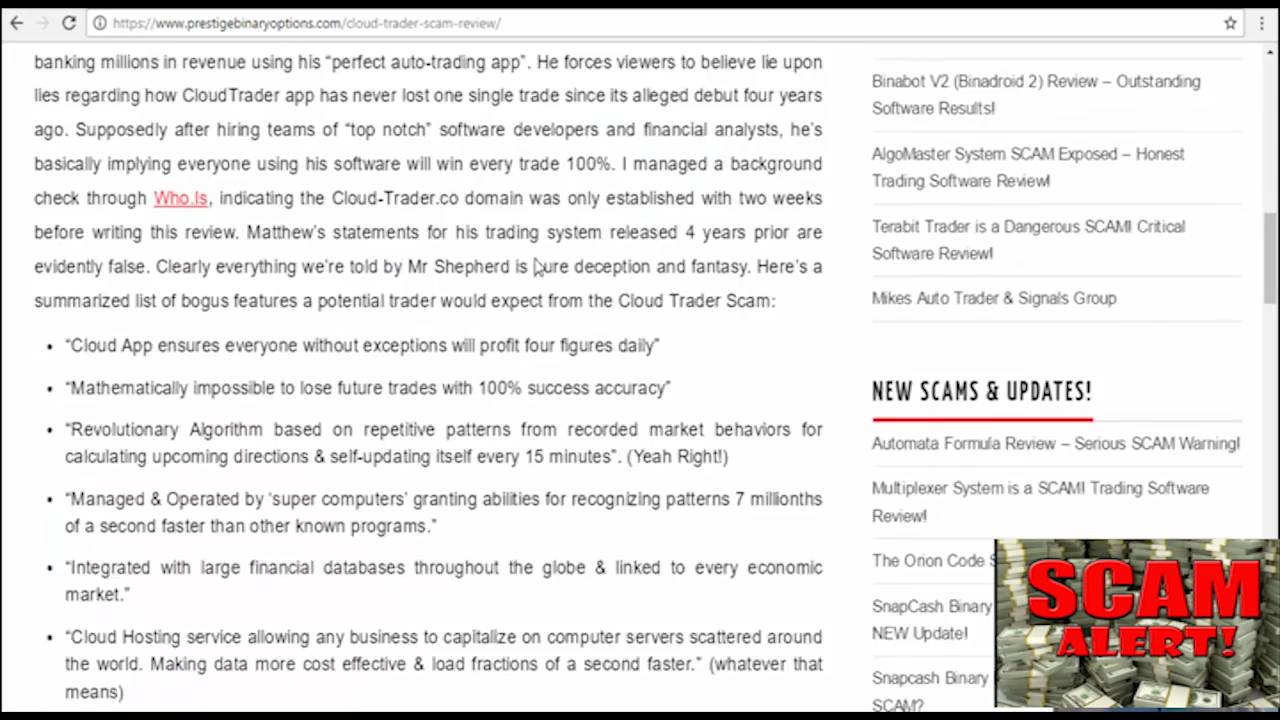 https://www.prestigebinaryoptions.com/cloud-trader-scam-review/
banking millions in revenue using his “perfect auto-trading app”. He forces viewers to believe lie upon
lies regarding how CloudTrader app has never lost one single trade since its alleged debut four years
ago. Supposedly after hiring teams of “top notch” software developers and financial analysts, he’s
basically implying everyone using his software will win every trade 100%. I managed a background
check through Who.Is, indicating the Cloud-Trader.co domain was only established with two weeks
before writing this review. Matthew’s statements for his trading system released 4 years prior are
evidently false. Clearly everything we’re told by Mr Shepherd is pure deception and fantasy. Here’s a
summarized list of bogus features a potential trader would expect from the Cloud Trader Scam:
• “Cloud App ensures everyone without exceptions will profit four figures daily”
• “Mathematically impossible to lose future trades with 100% success accuracy”
• “Revolutionary Algorithm based on repetitive patterns from recorded market behaviors for
calculating upcoming directions & self-updating itself every 15 minutes”. (Yeah Right!)
• “Managed & Operated by ‘super computers’ granting abilities for recognizing patterns 7 millionths
of a second faster than other known programs.”
• “Integrated with large financial databases throughout the globe & linked to every economic
market.”
• “Cloud Hosting service allowing any business to capitalize on computer servers scattered around
the world. Making data more cost effective & load fractions of a second faster.” (whatever that
means)
Binabot V2 (Binadroid 2) Review – Outstanding
Software Results!
AlgoMaster System SCAM Exposed – Honest
Trading Software Review!
Terabit Trader is a Dangerous SCAM! Critical
Software Review!
Mikes Auto Trader & Signals Group
NEW SCAMS & UPDATES!
Automata Formula Review – Serious SCAM Warning!
Multiplexer System is a SCAM! Trading Software
Review!
The Orion Code S
SnapCash Binary
NEW Update!
Snapcash Binary
SCAM?
SCAM
ALERT!